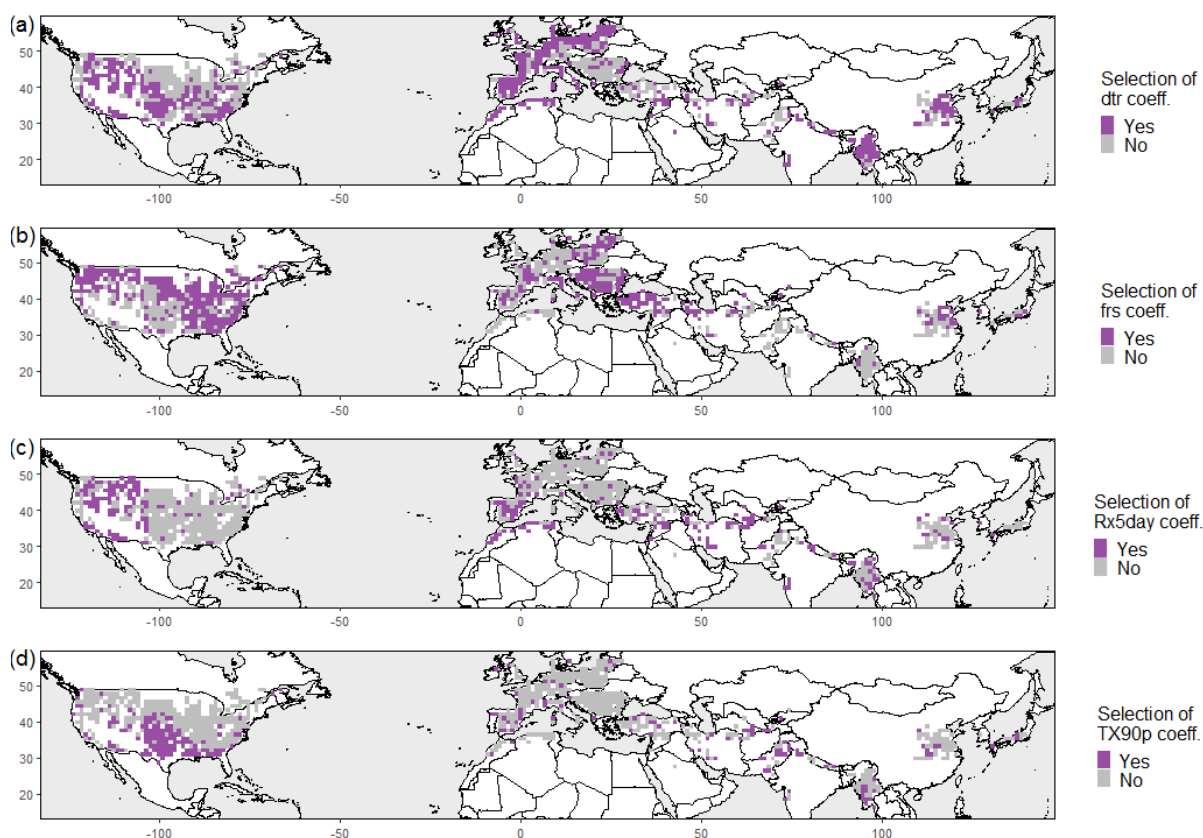 (a)
50
40
30
20
-100
-50
0
50
100
Selection of
dtr coeff.
Yes
No
(b)
50
40
30
20
-100
-50
0
50
100
Selection of
frs coeff.
Yes
No
(c)
50
40
30
20
-100
-50
0
50
100
Selection of
Rx5day coeff.
Yes
No
(d)
50
40
30
20
-100
-50
0
50
100
Selection of
TX90p coeff.
Yes
No